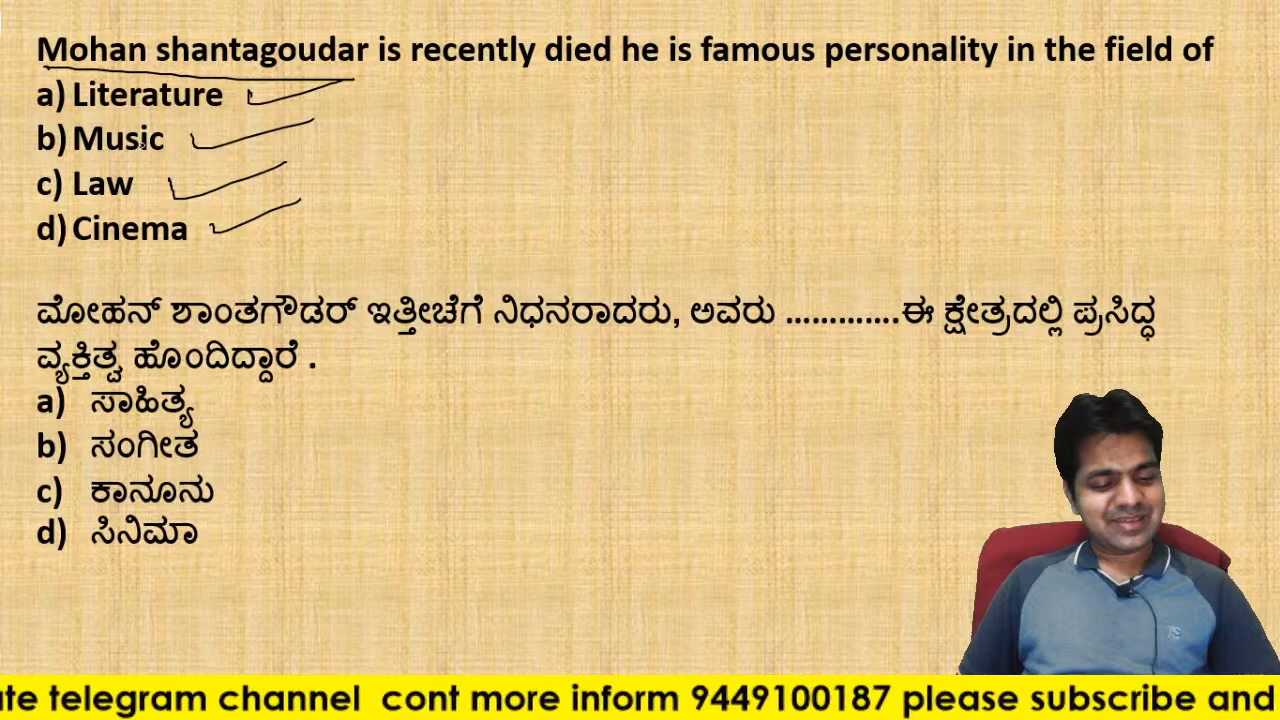 Mohan shantagoudar is recently died he is famous personality in the field of
a) Literature
b) Music
c) Law
d) Cinema
ಮೋಹನ್ ಶಾಂತಗೌಡರ್ ಇತ್ತೀಚೆಗೆ ನಿಧನರಾದರು, ಅವರು .............ಈ ಕ್ಷೇತ್ರದಲ್ಲಿ ಪ್ರಸಿದ್ಧ
ವ್ಯಕ್ತಿತ್ವ ಹೊಂದಿದ್ದಾರೆ .
a) ಸಾಹಿತ್ಯ
b) ಸಂಗೀತ
c) ಕಾನೂನು
d) ಸಿನಿಮಾ
te telegram channel cont more inform 9449100187 please subscribe and